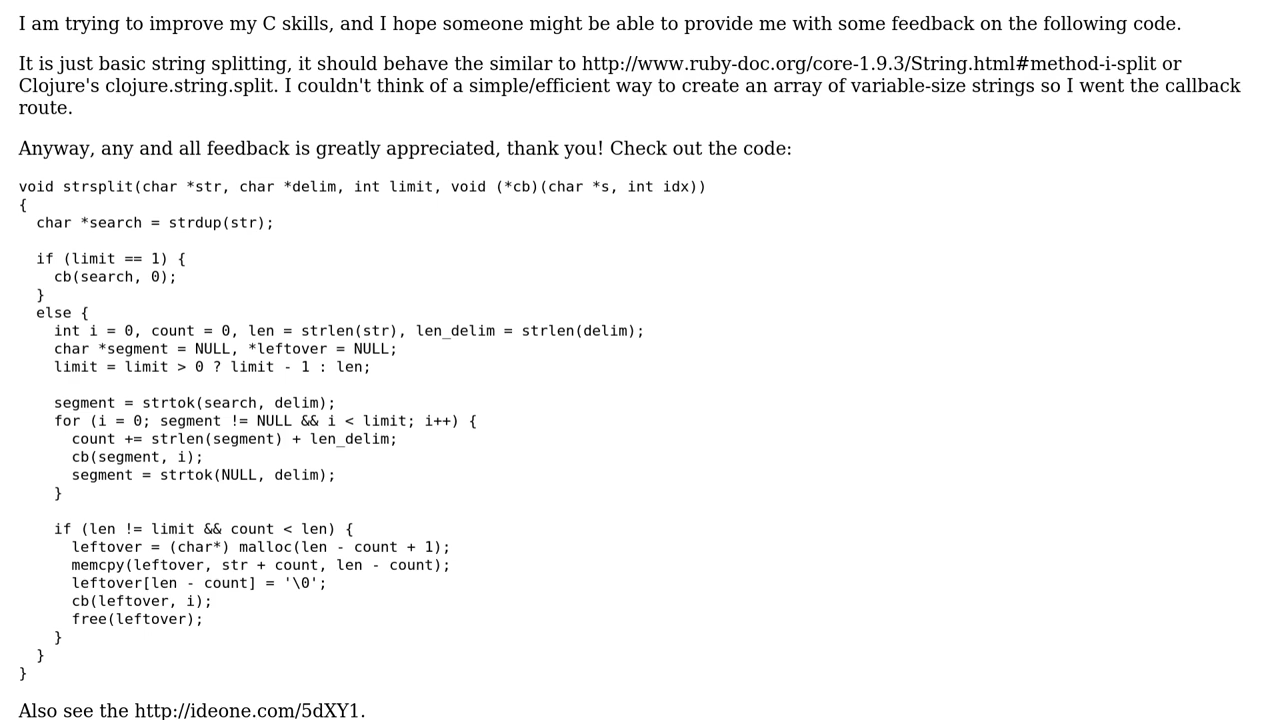 I am trying to improve my C skills, and I hope someone might be able to provide me with some feedback on the following code.
It is just basic string splitting, it should behave the similar to http://www.ruby-doc.org/core-1.9.3/String.html#method-i-split or
Clojure's clojure.string.split. I couldn't think of a simple/efficient way to create an array of variable-size strings so I went the callback
route.
Anyway, any and all feedback is greatly appreciated, thank you! Check out the code:
void strsplit(char *str, char *delim, int limit, void (*cb)(char *s, int idx))
{
  char *search = strdup(str);

  if (limit == 1) {
    cb(search, 0);
  }
  else {
    int i = 0, count = 0, len = strlen(str), len_delim = strlen(delim);
    char *segment = NULL, *leftover = NULL;
    limit = limit > 0 ? limit - 1 : len;

    segment = strtok(search, delim);
    for (i = 0; segment != NULL && i < limit; i++) {
      count += strlen(segment) + len_delim;
      cb(segment, i);
      segment = strtok(NULL, delim);
    }

    if (len != limit && count < len) {
      leftover = (char*) malloc(len - count + 1);
      memcpy(leftover, str + count, len - count);
      leftover[len - count] = '\0';
      cb(leftover, i);
      free(leftover);
    }
  }
}
Also see the http://ideone.com/5dXY1.